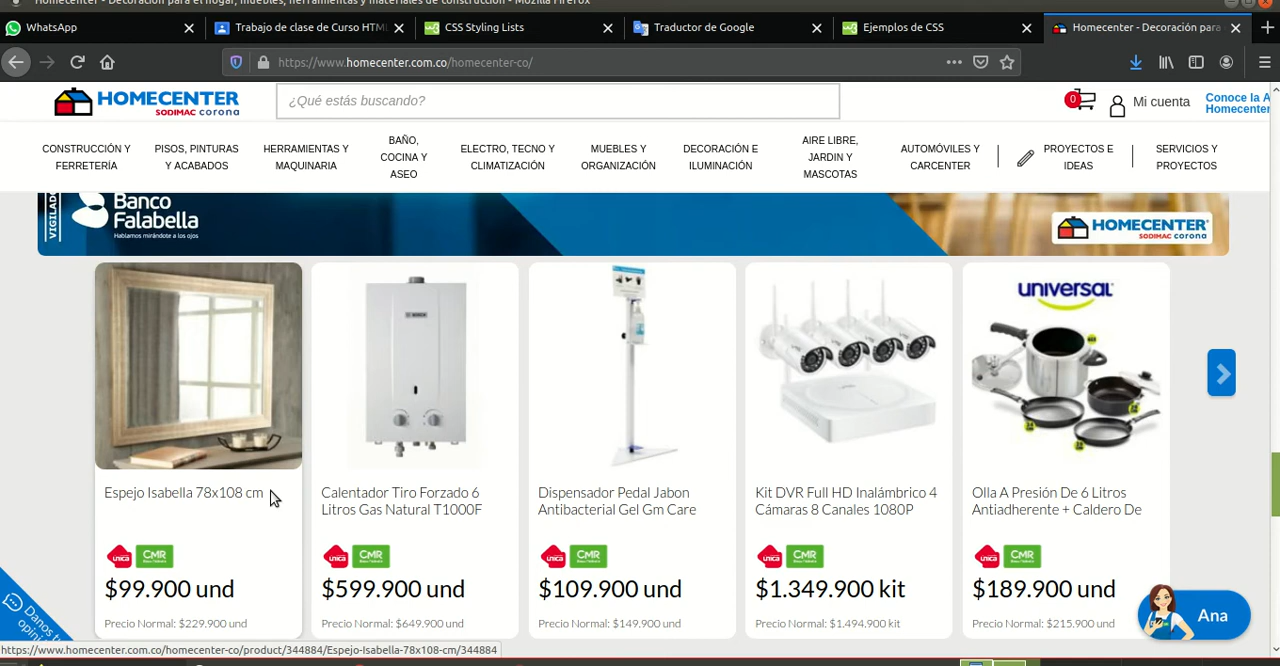 Homecenter - Decoración para el hogar, muebles, herramientas y materiales de construcción - Mozilla Firefox
WhatsApp
Trabajo de clase de Curso HTML
CSS Styling Lists
Traductor de Google
Ejemplos de CSS
Homecenter - Decoración para
https://www.homecenter.com.co/homecenter-co/
HOMECENTER
SODIMAC corona
¿Qué estás buscando?
0
Mi cuenta
Conoce la A
Homecenter
CONSTRUCCIÓN Y
FERRETERÍA
PISOS, PINTURAS
Y ACABADOS
HERRAMIENTAS Y
MAQUINARIA
BAÑO,
COCINA Y
ASEO
ELECTRO, TECNO Y
CLIMATIZACIÓN
MUEBLES Y
ORGANIZACIÓN
DECORACIÓN E
ILUMINACIÓN
AIRE LIBRE,
JARDIN Y
MASCOTAS
AUTOMÓVILES Y
CARCENTER
PROYECTOS E
IDEAS
SERVICIOS Y
PROYECTOS
VIGILADO
Banco
Falabella
Hablamos mirándote a los ojos
HOMECENTER
SODIMAC corona
BOSCH
UNIVERSAL
Espejo Isabella 78x108 cm
Calentador Tiro Forzado 6
Litros Gas Natural T1000F
Dispensador Pedal Jabon
Antibacterial Gel Gm Care
Kit DVR Full HD Inalámbrico 4
Cámaras 8 Canales 1080P
Olla A Presión De 6 Litros
Antiadherente + Caldero De
unica CMR
unica CMR
unica CMR
unica CMR
unica CMR
$99.900 und
$599.900 und
$109.900 und
$1.349.900 kit
$189.900 und
Precio Normal: $229.900 und
Precio Normal: $649.900 und
Precio Normal: $149.900 und
Precio Normal: $1.494.900 kit
Precio Normal: $215.900 und
Danos tu
opini
Ana
https://www.homecenter.com.co/homecenter-co/product/344884/Espejo-Isabella-78x108-cm/344884